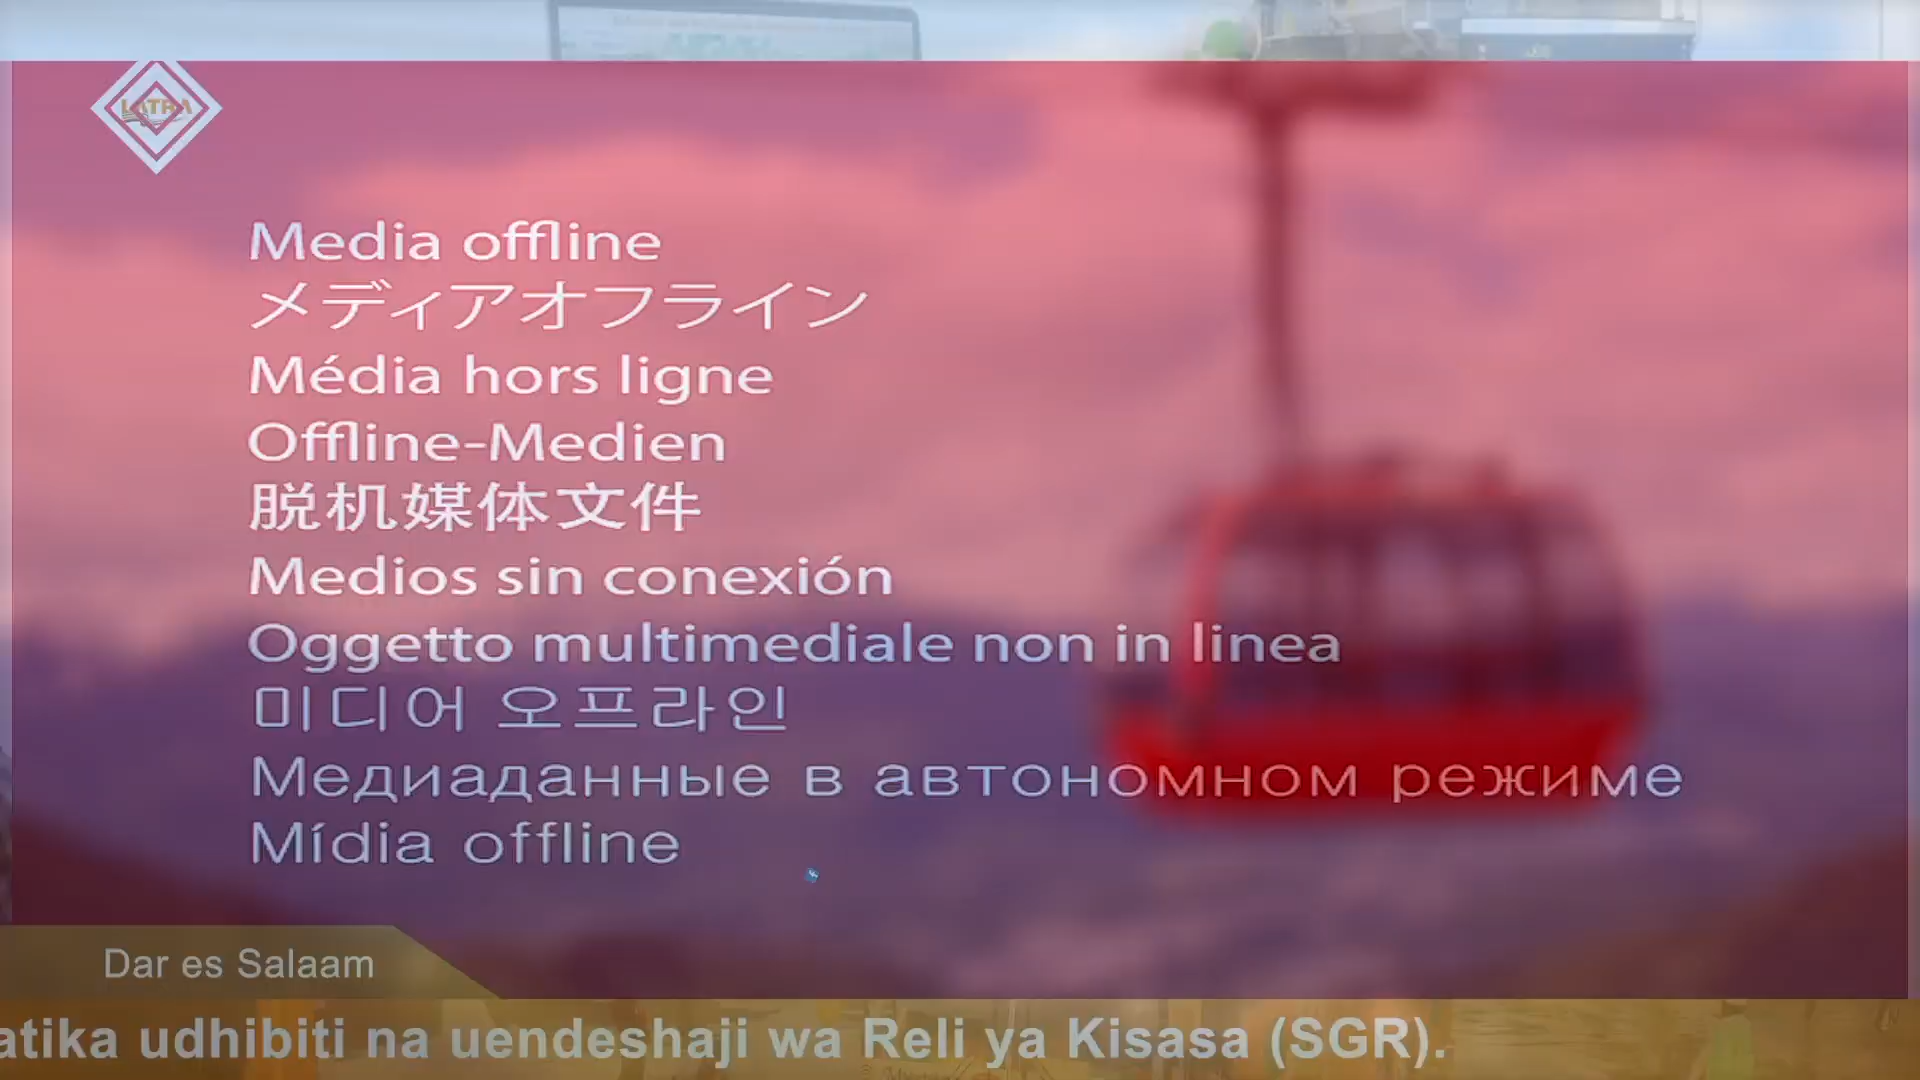 LATRA
Media offline
メディアオフライン
Média hors ligne
Offline-Medien
脱机媒体文件
Medios sin conexión
Oggetto multimediale non in linea
미디어 오프라인
Медиаданные в автономном режиме
Mídia offline
Dar es Salaam
atika udhibiti na uendeshaji wa Reli ya Kisasa (SGR).